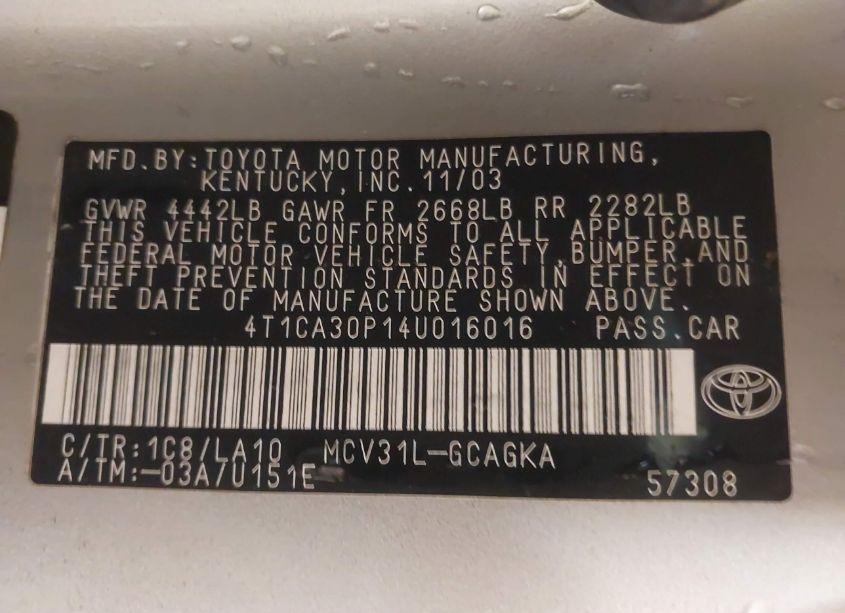 MFD.BY:TOYOTA MOTOR MANUFACTURING,
KENTUCKY,INC.11/03
GVWR 4442LB GAWR FR 2668LB RR 2282LB
THIS VEHICLE CONFORMS TO ALL APPLICABLE
FEDERAL MOTOR VEHICLE SAFETY,BUMPER,AND
THEFT PREVENTION STANDARDS IN EFFECT ON
THE DATE OF MANUFACTURE SHOWN ABOVE.
4T1CA30P14U016016 PASS.CAR
C/TR:1C8/LA10 MCV31L-GCAGKA
A/TM:-03A/U151E 57308